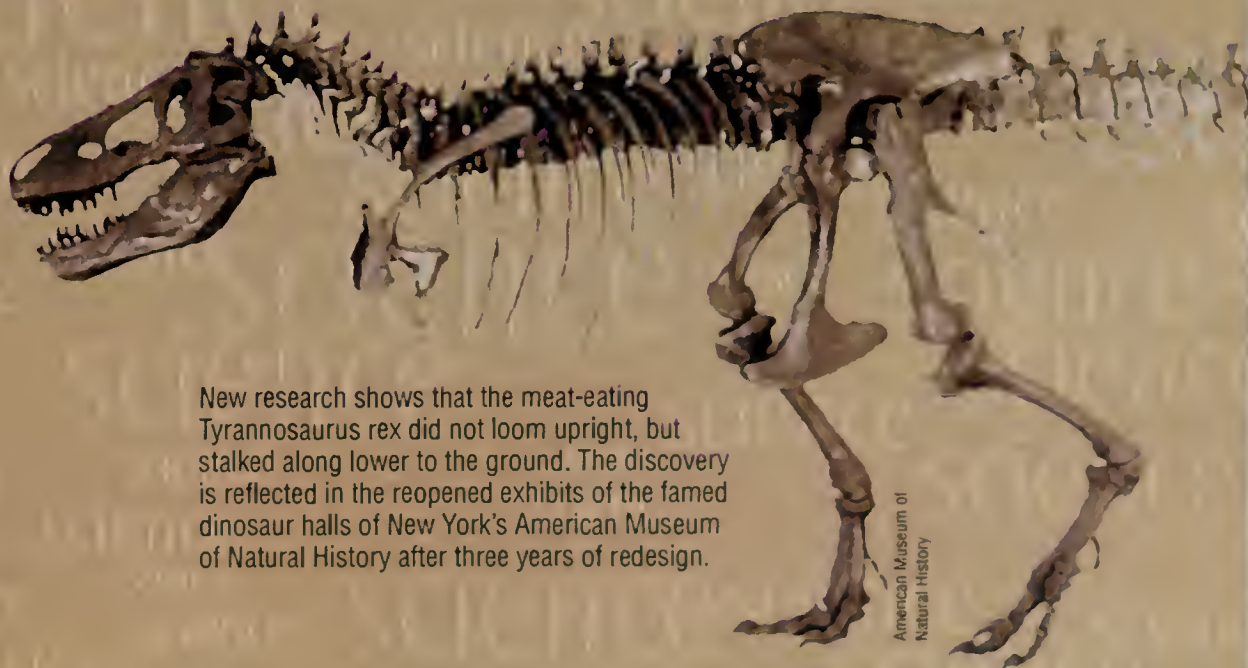 New research shows that the meat-eating
Tyrannosaurus rex did not loom upright, but
stalked along lower to the ground. The discovery
is reflected in the reopened exhibits of the famed
dinosaur halls of New York's American Museum
of Natural History after three years of redesign.
American Museum of
Natural History